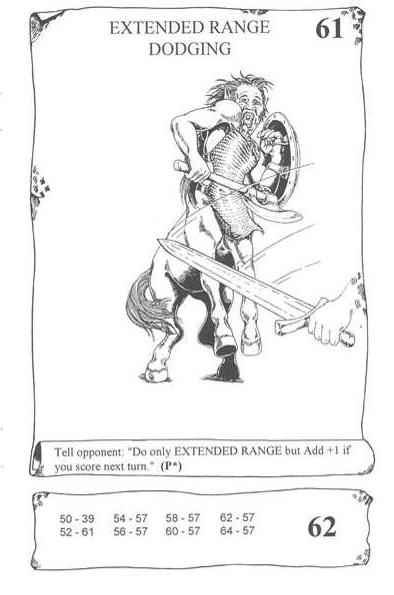 EXTENDED RANGE
DODGING
61
Tell opponent: "Do only EXTENDED RANGE but Add +1 if
you score next turn." (P*)
50 - 39 54 - 57 58 - 57 62 - 57
52 - 61 56 - 57 60 - 57 64 - 57
62